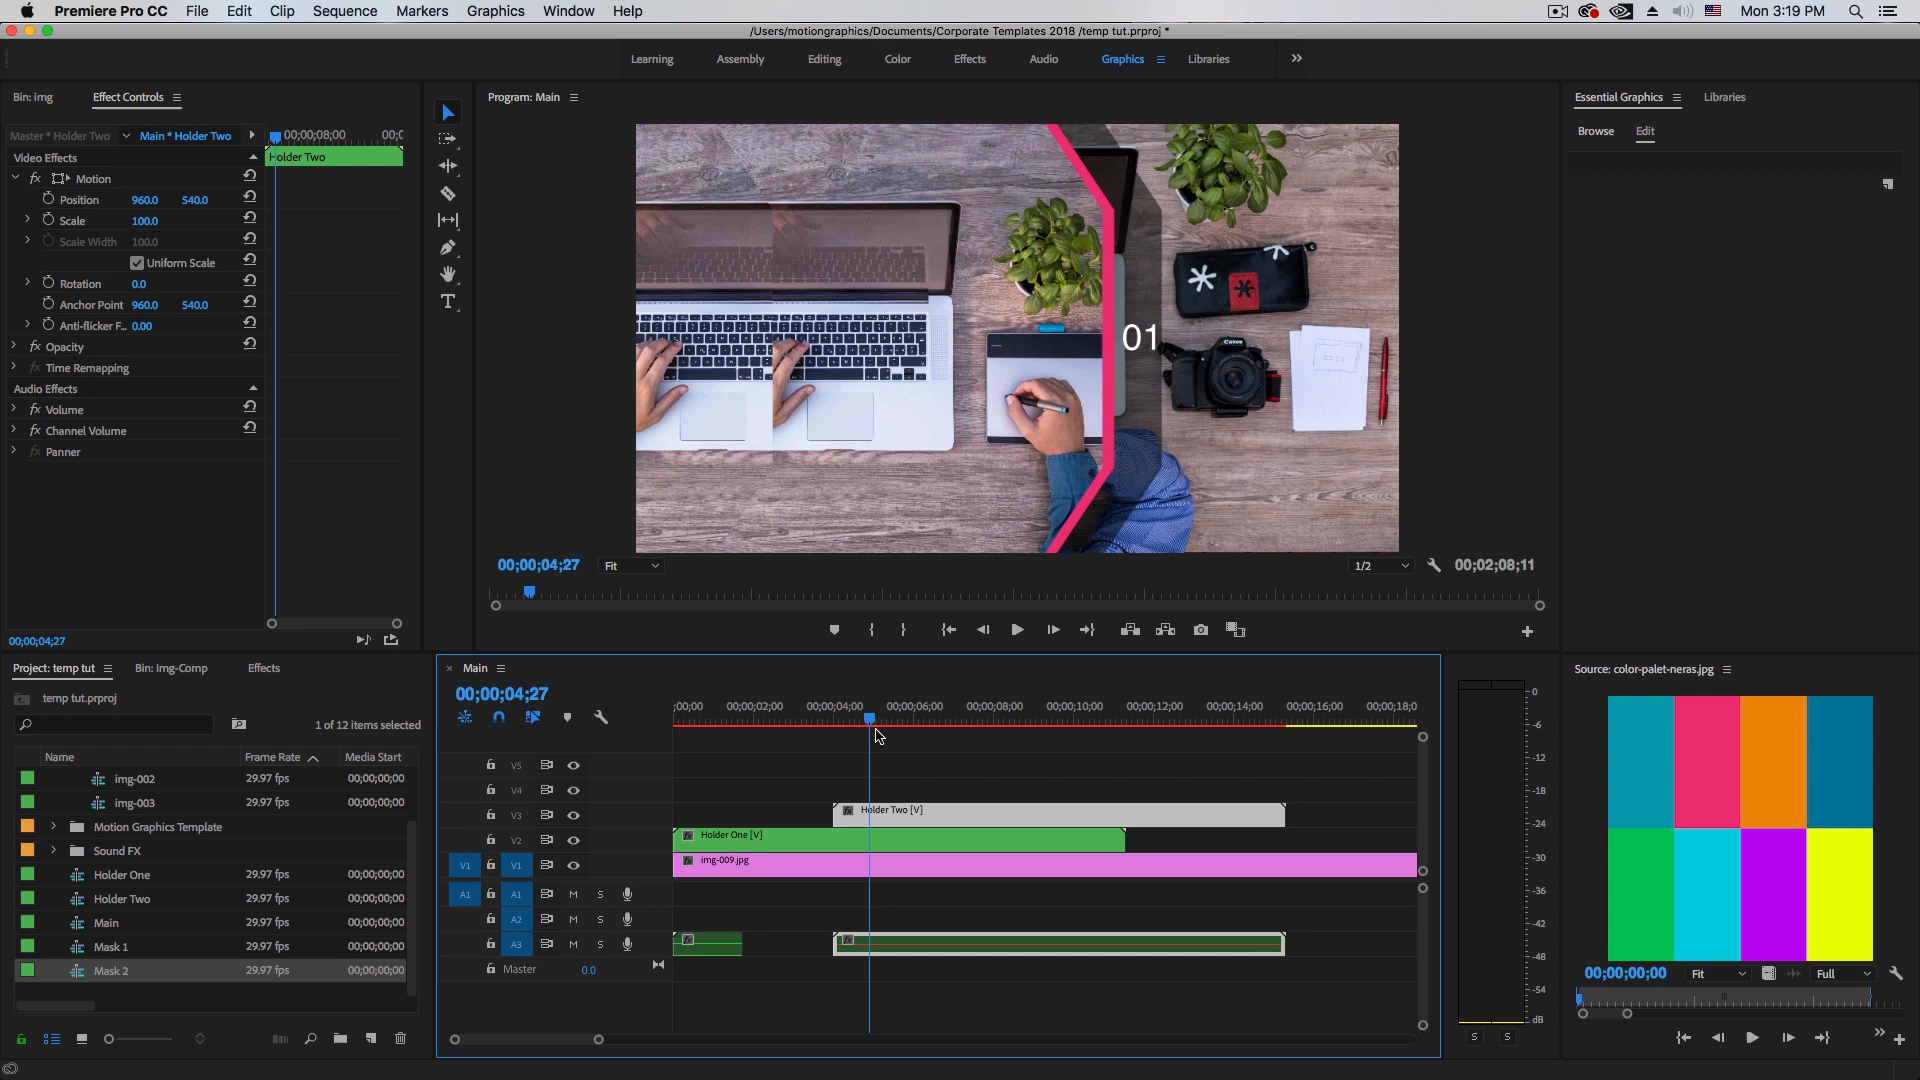 Premiere Pro CC File Edit Clip Sequence Markers Graphics Window Help Mon 3:19 PM
/Users/motiongraphics/Documents/Corporate Templates 2018 /temp tut.prproj *
Learning Assembly Editing Color Effects Audio Graphics Libraries
Bin: img Effect Controls
Program: Main
Essential Graphics Libraries
Browse Edit
Master * Holder Two Main * Holder Two 00;00;08;00
Video Effects Holder Two
fx Motion
Position 960.0 540.0
Scale 100.0
Scale Width 100.0
Uniform Scale
Rotation 0.0
Anchor Point 960.0 540.0
Anti-flicker F... 0.00
fx Opacity
fx Time Remapping
Audio Effects
fx Volume
fx Channel Volume
fx Panner
01
Canon
00;00;04;27 Fit 1/2 00;02;08;11
00;00;04;27
Project: temp tut Bin: Img-Comp Effects
temp tut.prproj
1 of 12 items selected
Name Frame Rate Media Start
img-002 29.97 fps 00;00;00;00
img-003 29.97 fps 00;00;00;00
Motion Graphics Template
Sound FX
Holder One 29.97 fps 00;00;00;00
Holder Two 29.97 fps 00;00;00;00
Main 29.97 fps 00;00;00;00
Mask 1 29.97 fps 00;00;00;00
Mask 2 29.97 fps 00;00;00;00
× Main
00;00;04;27
;00;00 00;00;02;00 00;00;04;00 00;00;06;00 00;00;08;00 00;00;10;00 00;00;12;00 00;00;14;00 00;00;16;00 00;00;18;0
V5
V4
V3 fx Holder Two [V]
V2 fx Holder One [V]
V1 V1 fx img-009.jpg
A1 A1 M S
A2 M S
A3 M S fx fx
Master 0.0
0
-6
-12
-18
-24
-30
-36
-42
-48
-54
dB
S S
Source: color-palet-neras.jpg
00;00;00;00 Fit Full